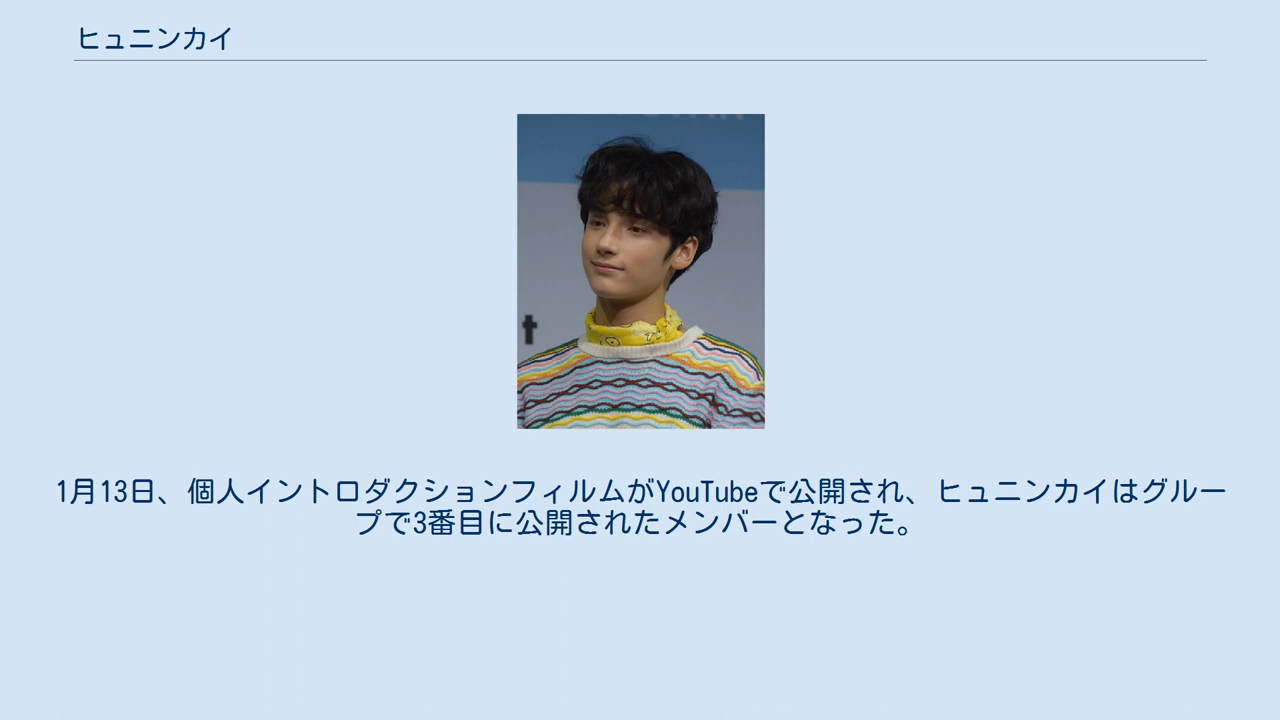 ヒュニンカイ
t
1月13日、個人イントロダクションフィルムがYouTubeで公開され、ヒュニンカイはグルー
プで3番目に公開されたメンバーとなった。